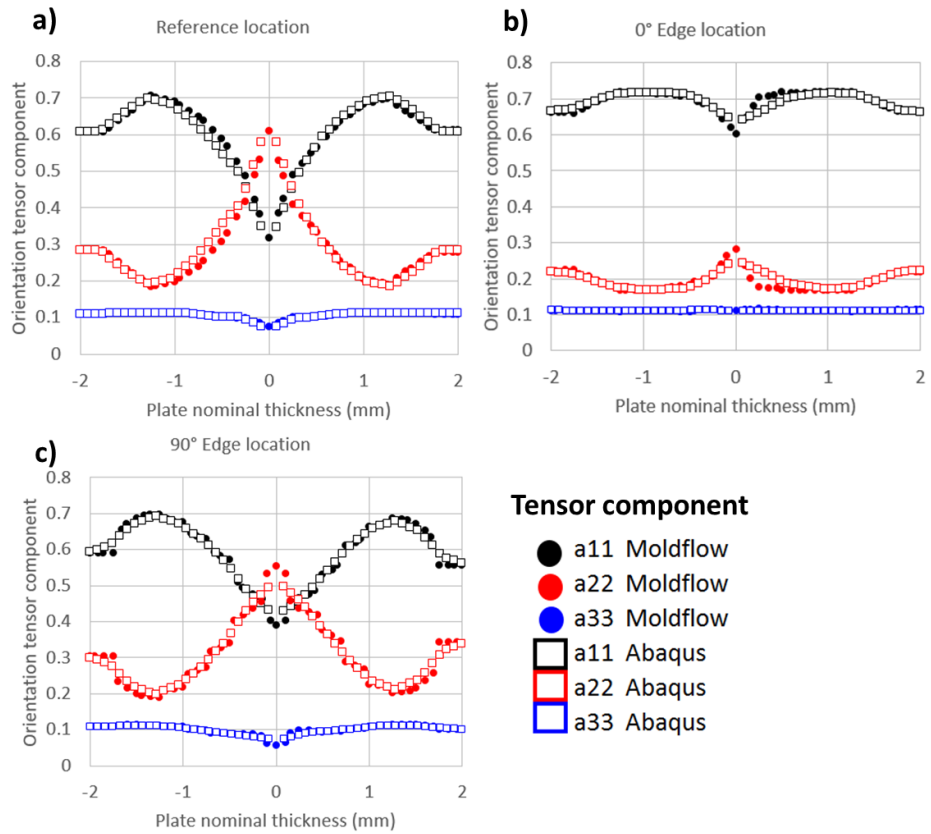 a)
Reference location
Orientation tensor component
0.8
0.7
0.6
0.5
0.4
0.3
0.2
0.1
0
-2 -1 0 1 2
Plate nominal thickness (mm)
b)
0° Edge location
Orientation tensor component
0.8
0.7
0.6
0.5
0.4
0.3
0.2
0.1
0
-2 -1 0 1 2
Plate nominal thickness (mm)
c)
90° Edge location
Orientation tensor component
0.8
0.7
0.6
0.5
0.4
0.3
0.2
0.1
0
-2 -1 0 1 2
Plate nominal thickness (mm)
Tensor component
a11 Moldflow
a22 Moldflow
a33 Moldflow
a11 Abaqus
a22 Abaqus
a33 Abaqus